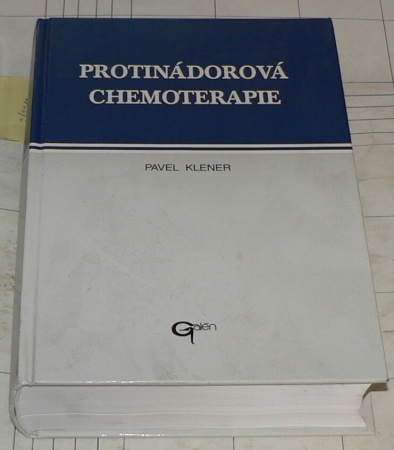 PROTINÁDOROVÁ
CHEMOTERAPIE
PAVEL KLENER
Galén